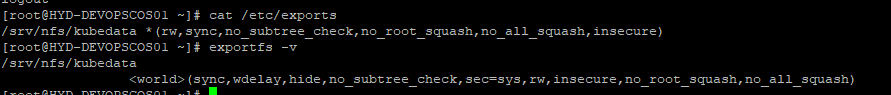 logout
[root@HYD-DEVOPSCOS01 ~]# cat /etc/exports
/srv/nfs/kubedata *(rw,sync,no_subtree_check,no_root_squash,no_all_squash,insecure)
[root@HYD-DEVOPSCOS01 ~]# exportfs -v
/srv/nfs/kubedata
<world>(sync,wdelay,hide,no_subtree_check,sec=sys,rw,insecure,no_root_squash,no_all_squash)
[root@HYD-DEVOPSCOS01 ~]#